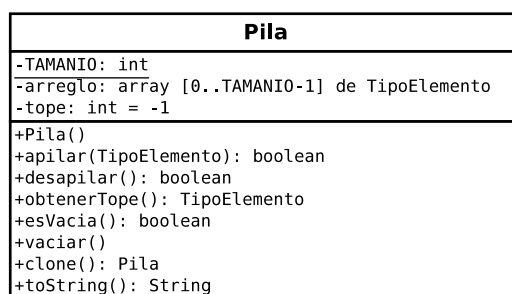 Pila
-TAMANIO: int
-arreglo: array [0..TAMANIO-1] de TipoElemento
-tope: int = -1
+Pila()
+apilar(TipoElemento): boolean
+desapilar(): boolean
+obtenerTope(): TipoElemento
+esVacia(): boolean
+vaciar()
+clone(): Pila
+toString(): String